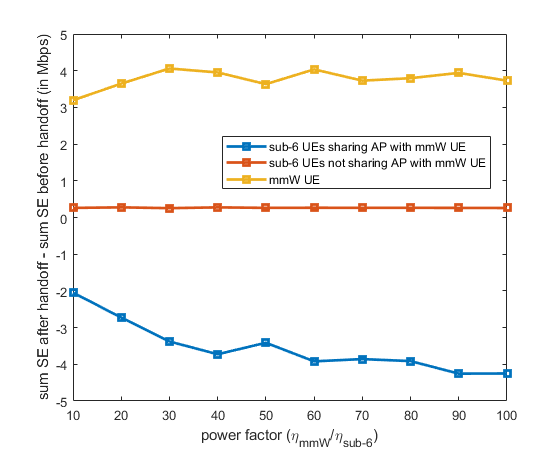 sum SE after handoff - sum SE before handoff (in Mbps)
5
4
3
2
1
0
-1
-2
-3
-4
-5
sub-6 UEs sharing AP with mmW UE
sub-6 UEs not sharing AP with mmW UE
mmW UE
10 20 30 40 50 60 70 80 90 100
power factor (η_mmW/η_sub-6)